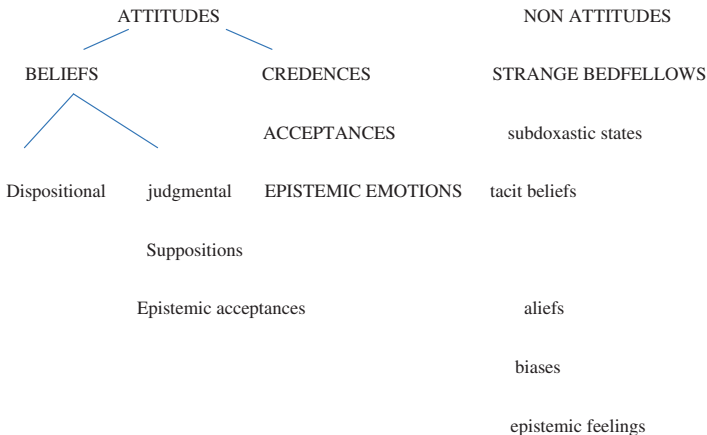 ATTITUDES NON ATTITUDES
BELIEFS CREDENCES STRANGE BEDFELLOWS
ACCEPTANCES subdoxastic states
Dispositional judgmental EPISTEMIC EMOTIONS tacit beliefs
Suppositions
Epistemic acceptances aliefs
biases
epistemic feelings